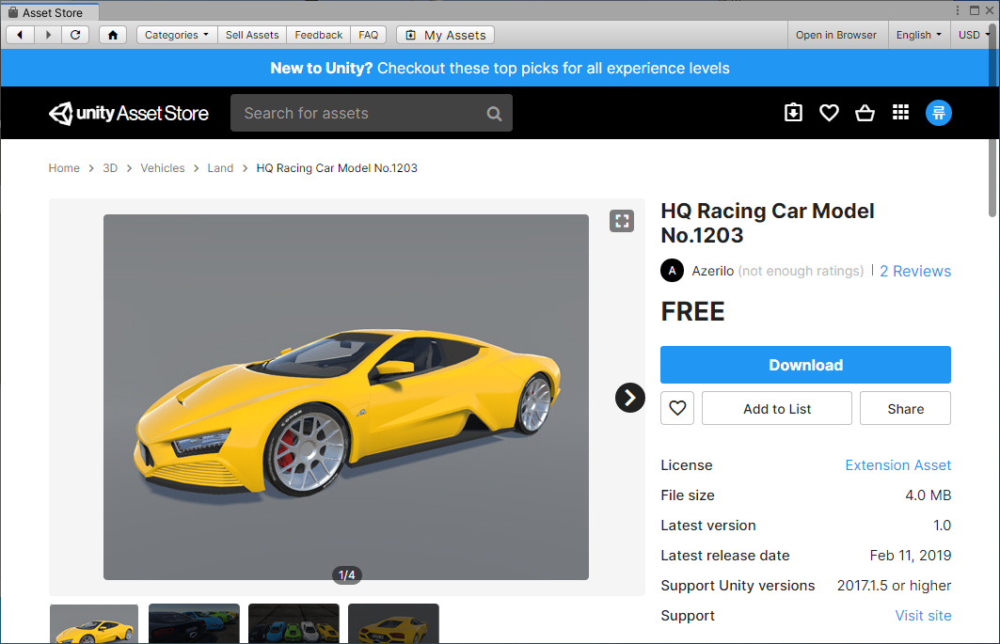 Asset Store
Categories Sell Assets Feedback FAQ My Assets Open in Browser English USD
New to Unity? Checkout these top picks for all experience levels
unity Asset Store Search for assets 류
Home > 3D > Vehicles > Land > HQ Racing Car Model No.1203
HQ Racing Car Model
No.1203
A Azerilo (not enough ratings) | 2 Reviews
FREE
Download
Add to List Share
License Extension Asset
File size 4.0 MB
Latest version 1.0
Latest release date Feb 11, 2019
1/4
Support Unity versions 2017.1.5 or higher
Support Visit site